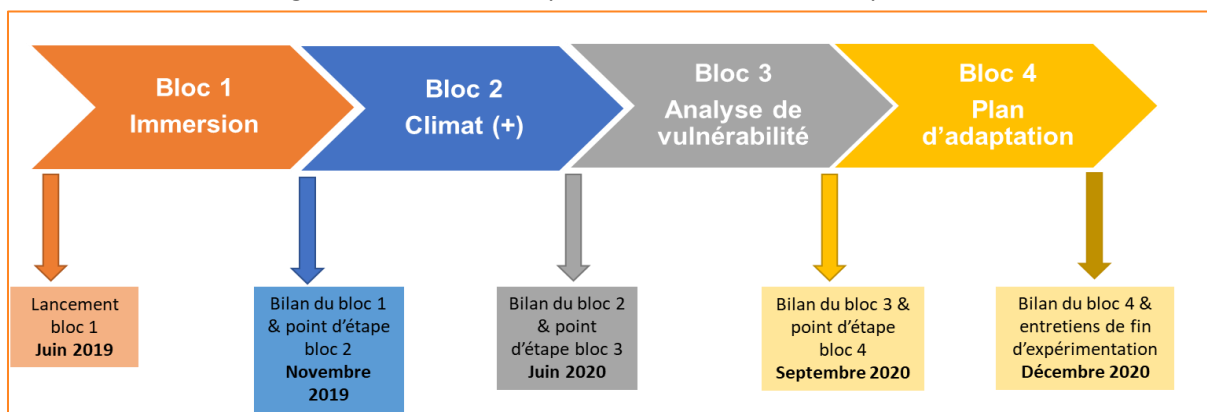 Bloc 1
Immersion
Bloc 2
Climat (+)
Bloc 3
Analyse de
vulnérabilité
Bloc 4
Plan
d’adaptation
Lancement
bloc 1
Juin 2019
Bilan du bloc 1
& point d’étape
bloc 2
Novembre
2019
Bilan du bloc 2
& point
d’étape bloc 3
Juin 2020
Bilan du bloc 3 &
point d’étape
bloc 4
Septembre 2020
Bilan du bloc 4 &
entretiens de fin
d’expérimentation
Décembre 2020